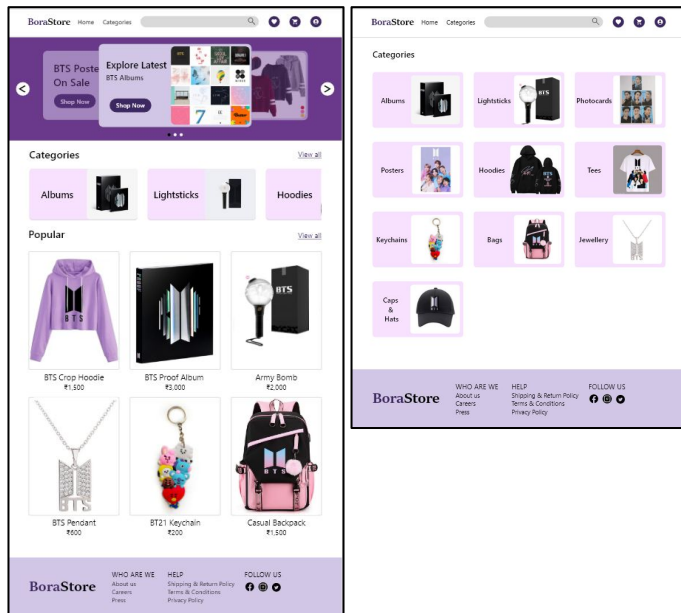 BoraStore Home Categories
BTS Poste
On Sale
Shop Now
Explore Latest
BTS Albums
Shop Now
Categories
View all
Albums
Lightsticks
Hoodies
Popular
View all
BTS
BTS
BTS Crop Hoodie
₹1,500
BTS Proof Album
₹3,000
Army Bomb
₹2,000
BTS
BTS
BTS Pendant
₹600
BT21 Keychain
₹200
Casual Backpack
₹1,500
BoraStore
WHO ARE WE
About us
Careers
Press
HELP
Shipping & Return Policy
Terms & Conditions
Privacy Policy
FOLLOW US
BoraStore Home Categories
Categories
Albums
Lightsticks
BTS
Photocards
Posters
Hoodies
Tees
Keychains
Bags
Jewellery
Caps
&
Hats
BoraStore
WHO ARE WE
About us
Careers
Press
HELP
Shipping & Return Policy
Terms & Conditions
Privacy Policy
FOLLOW US